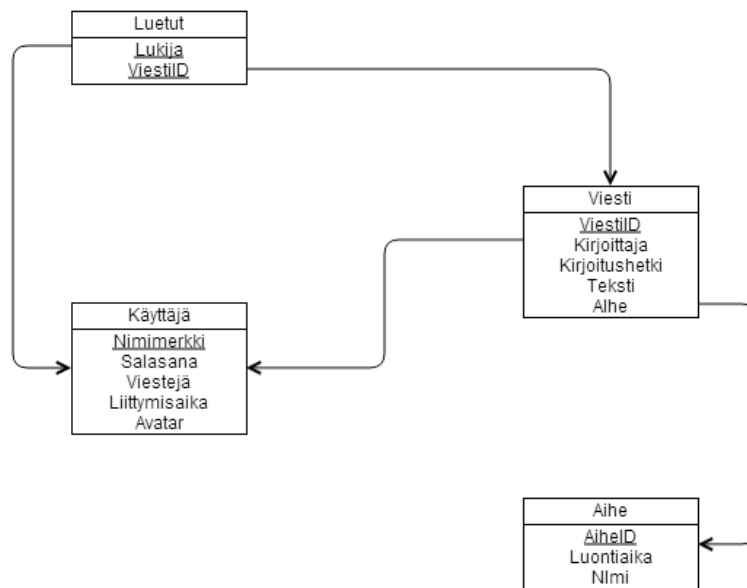 Luetut
Lukija
ViestiID
Viesti
ViestiID
Kirjoittaja
Kirjoitushetki
Teksti
AIhe
Käyttäjä
Nimimerkki
Salasana
Viestejä
Liittymisaika
Avatar
Aihe
AiheID
Luontiaika
NImi